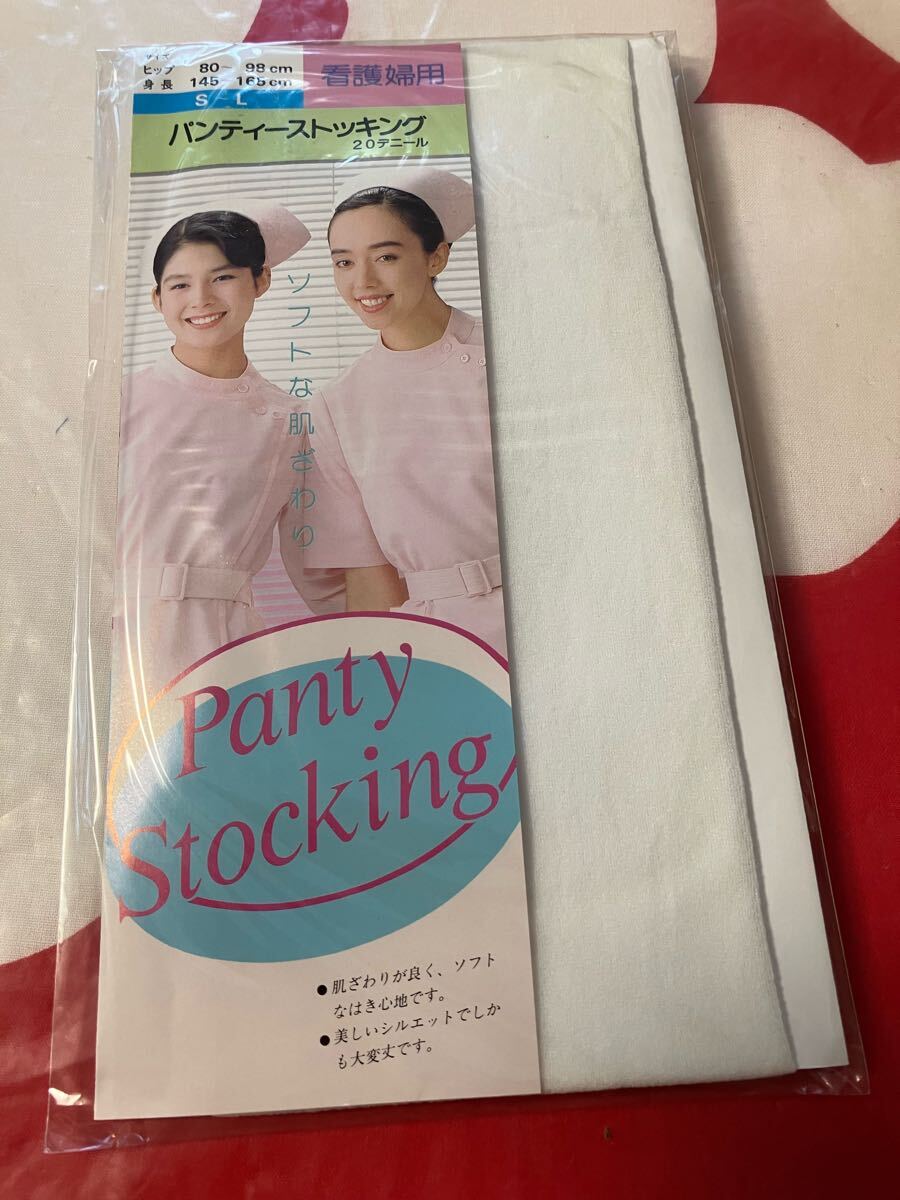 サイズ
ヒップ 80～98cm
身長 145～165cm
S～L
看護婦用
パンティーストッキング
20デニール
ソフトな肌ざわり
Panty
Stocking
●肌ざわりが良く、ソフト
なはき心地です。
●美しいシルエットでしか
も大変丈です。